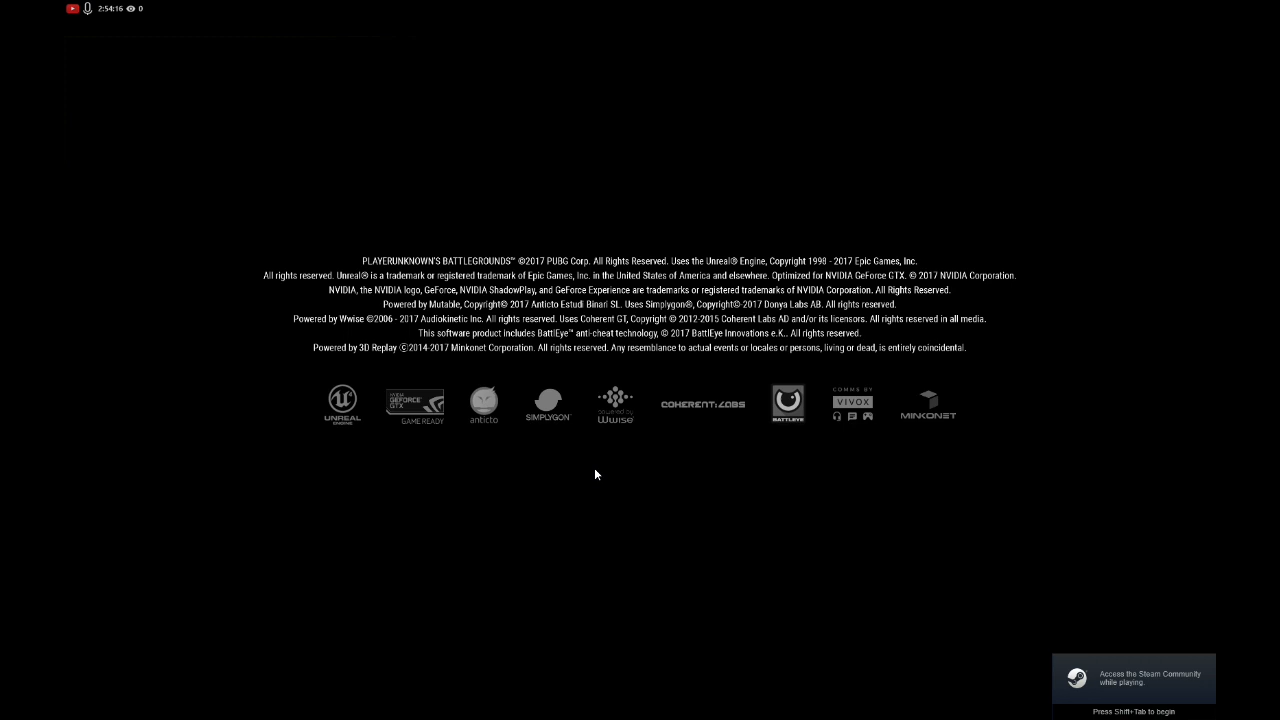 2:54:16 0
PLAYERUNKNOWN'S BATTLEGROUNDS™ ©2017 PUBG Corp. All Rights Reserved. Uses the Unreal® Engine, Copyright 1998 - 2017 Epic Games, Inc.
All rights reserved. Unreal® is a trademark or registered trademark of Epic Games, Inc. in the United States of America and elsewhere. Optimized for NVIDIA GeForce GTX. © 2017 NVIDIA Corporation.
NVIDIA, the NVIDIA logo, GeForce, NVIDIA ShadowPlay, and GeForce Experience are trademarks or registered trademarks of NVIDIA Corporation. All Rights Reserved.
Powered by Mutable, Copyright© 2017 Anticto Estudi Binari SL. Uses Simplygon®, Copyright© 2017 Donya Labs AB. All rights reserved.
Powered by Wwise ©2006 - 2017 Audiokinetic Inc. All rights reserved. Uses Coherent GT, Copyright © 2012-2015 Coherent Labs AD and/or its licensors. All rights reserved in all media.
This software product includes BattlEye™ anti-cheat technology, © 2017 BattlEye Innovations e.K.. All rights reserved.
Powered by 3D Replay ⓒ2014-2017 Minkonet Corporation. All rights reserved. Any resemblance to actual events or locales or persons, living or dead, is entirely coincidental.
UNREAL
ENGINE
NVIDIA
GEFORCE
GTX
GAME READY
anticto
SIMPLYGON
powered by
Wwise
COHERENT:LABS
BATTLEYE
COMMS BY
VIVOX
MINKONET
Access the Steam Community
while playing.
Press Shift+Tab to begin